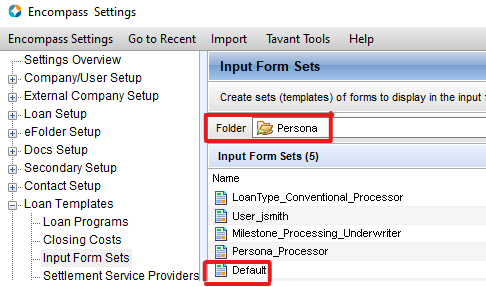 Encompass Settings
Encompass Settings Go to Recent Import Tavant Tools Help
Settings Overview
Company/User Setup
External Company Setup
Loan Setup
eFolder Setup
Docs Setup
Secondary Setup
Contact Setup
Loan Templates
Loan Programs
Closing Costs
Input Form Sets
Settlement Service Providers
Input Form Sets
Create sets (templates) of forms to display in the input f
Folder Persona
Input Form Sets (5)
Name
LoanType_Conventional_Processor
User_jsmith
Milestone_Processing_Underwriter
Persona_Processor
Default